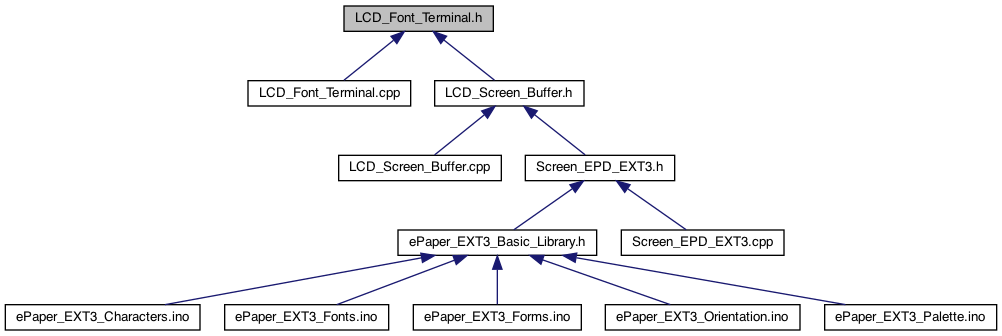 LCD_Font_Terminal.h
LCD_Font_Terminal.cpp
LCD_Screen_Buffer.h
LCD_Screen_Buffer.cpp
Screen_EPD_EXT3.h
ePaper_EXT3_Basic_Library.h
Screen_EPD_EXT3.cpp
ePaper_EXT3_Characters.ino
ePaper_EXT3_Fonts.ino
ePaper_EXT3_Forms.ino
ePaper_EXT3_Orientation.ino
ePaper_EXT3_Palette.ino